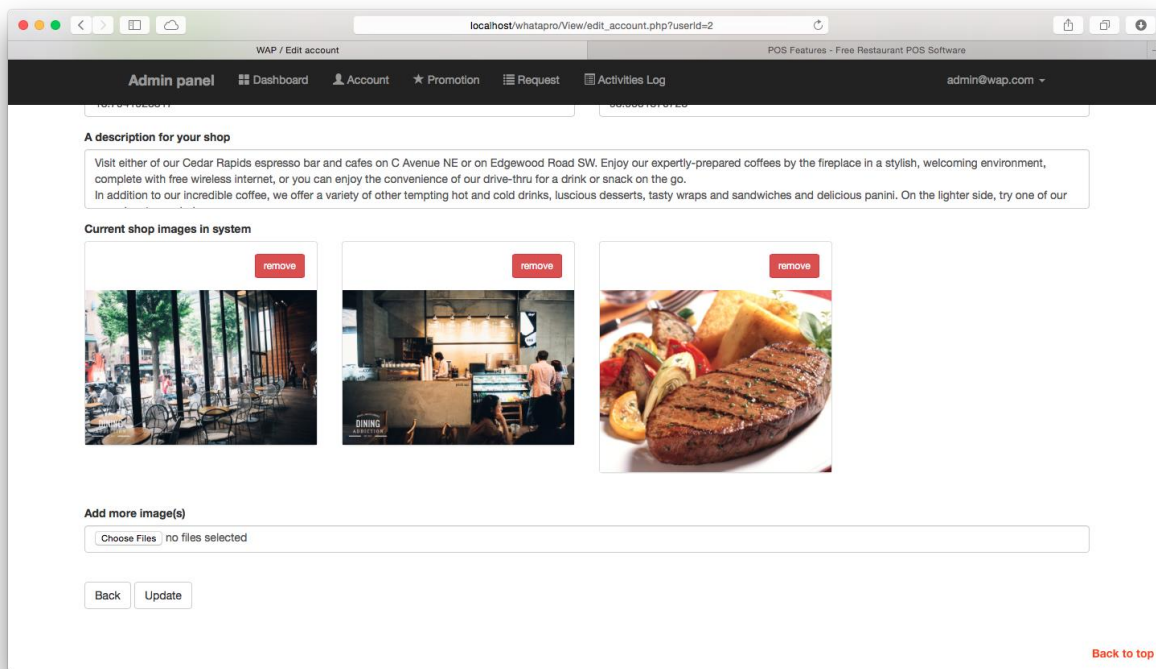 localhost/whatapro/View/edit_account.php?userId=2
WAP / Edit account
POS Features - Free Restaurant POS Software
Admin panel Dashboard Account Promotion Request Activities Log admin@wap.com
A description for your shop
Visit either of our Cedar Rapids espresso bar and cafes on C Avenue NE or on Edgewood Road SW. Enjoy our expertly-prepared coffees by the fireplace in a stylish, welcoming environment,
complete with free wireless internet, or you can enjoy the convenience of our drive-thru for a drink or snack on the go.
In addition to our incredible coffee, we offer a variety of other tempting hot and cold drinks, luscious desserts, tasty wraps and sandwiches and delicious panini. On the lighter side, try one of our
Current shop images in system
remove remove remove
DINING
ADDICTION
Add more image(s)
Choose Files no files selected
Back Update
Back to top